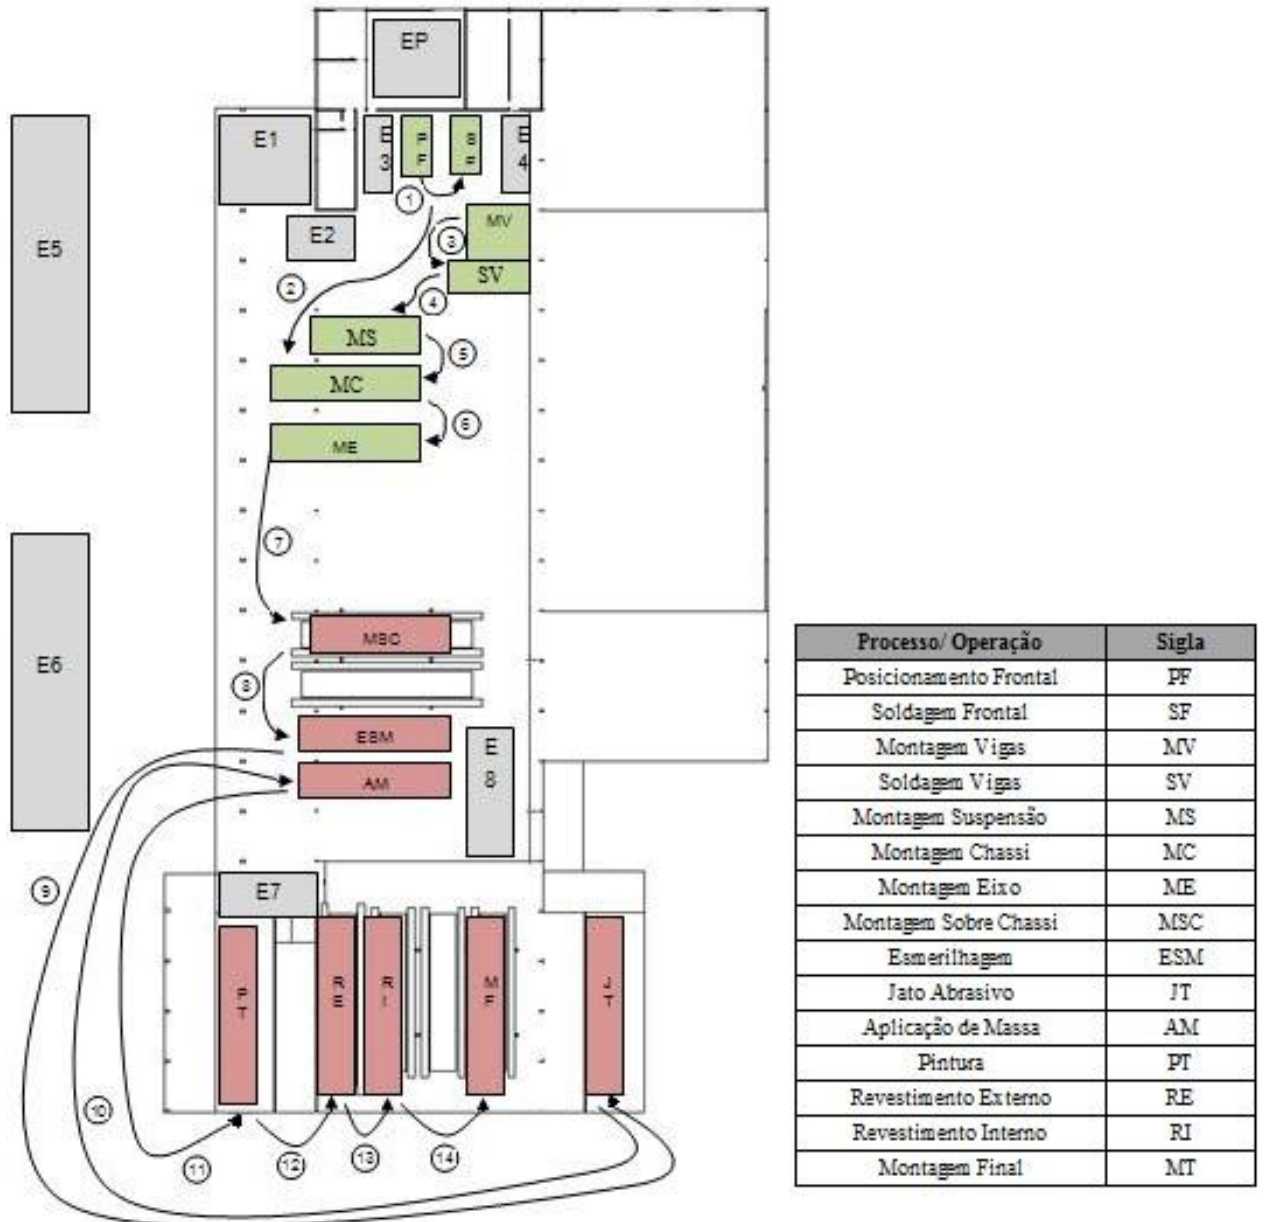 EP
E1
E
3
P
F
S
F
E
4
1
E5
E2
MV
3
SV
2
4
MS
5
MC
6
ME
7
E6
MSC
8
ESM
E
8
AM
9
E7
P
T
R
E
R
I
M
F
J
T
10
11
12
13
14
Processo/ Operação Sigla
Posicionamento Frontal PF
Soldagem Frontal SF
Montagem Vigas MV
Soldagem Vigas SV
Montagem Suspensão MS
Montagem Chassi MC
Montagem Eixo ME
Montagem Sobre Chassi MSC
Esmerilhagem ESM
Jato Abrasivo JT
Aplicação de Massa AM
Pintura PT
Revestimento Externo RE
Revestimento Interno RI
Montagem Final MT